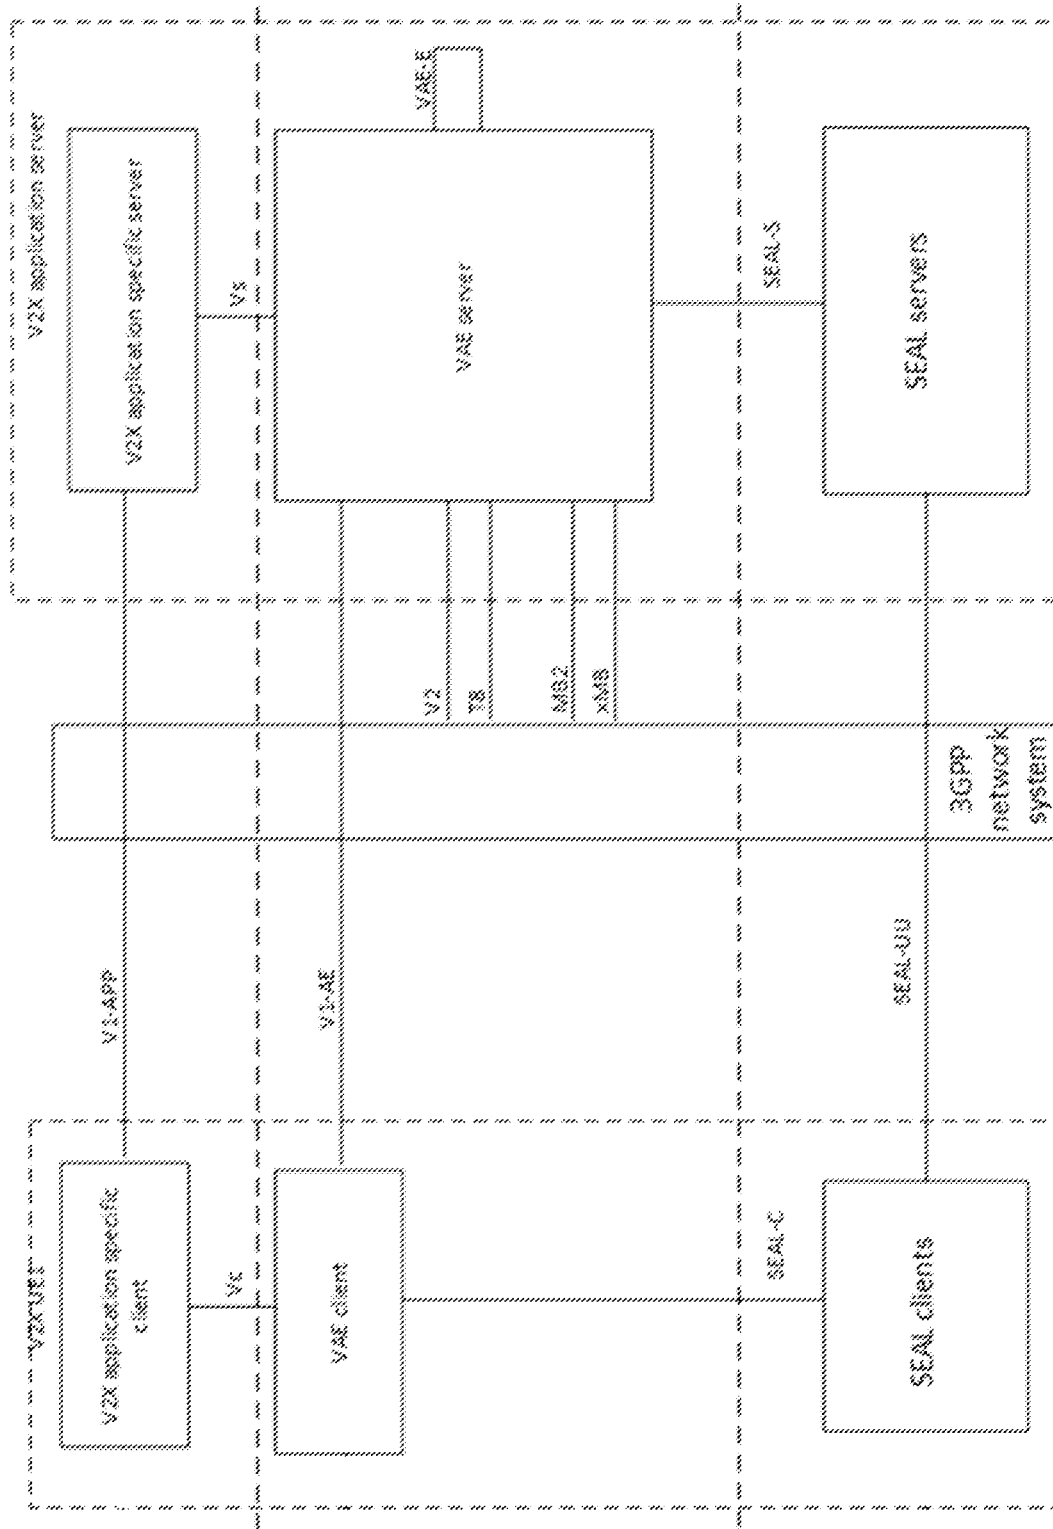 V2X UE1
V2X application server
V2X application specific
client
V1-APP
V2X application specific server
Vc
Vs
VAE client
V1-AE
VAE server
VAE-E
V2
T8
MB2
xMB
SEAL-C
SEAL-S
SEAL clients
SEAL-UU
SEAL servers
3GPP
network
system